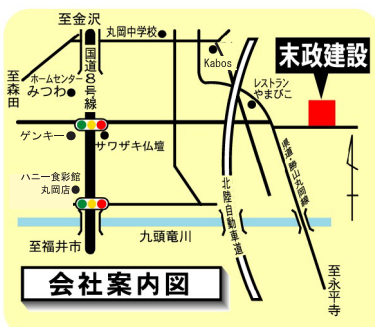 至金沢
丸岡中学校
国道8号線
Kabos
末政建設
至森田
ホームセンター
みつわ
レストラン
やまびこ
ゲンキー
サワザキ仏壇
県道・勝山丸岡線
ハニー食彩館
丸岡店
北陸自動車道
至福井市
九頭竜川
会社案内図
至永平寺